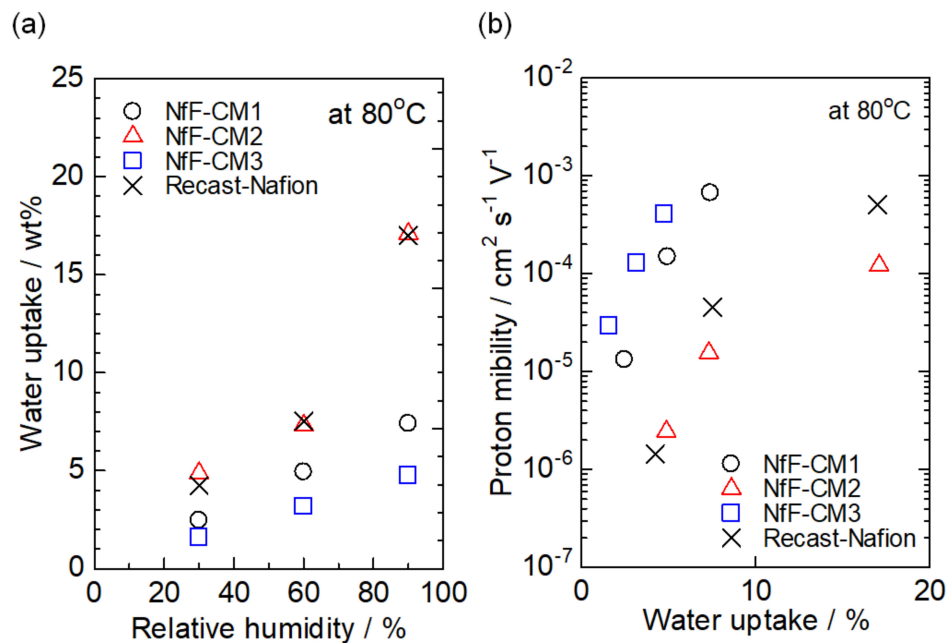 (a)
(b)
Water uptake / wt%
25
20
15
10
5
0
NfF-CM1
NfF-CM2
NfF-CM3
Recast-Nafion
at 80°C
0 20 40 60 80 100
Relative humidity / %
Proton mibility / cm² s⁻¹ V⁻¹
10⁻²
10⁻³
10⁻⁴
10⁻⁵
10⁻⁶
10⁻⁷
at 80°C
NfF-CM1
NfF-CM2
NfF-CM3
Recast-Nafion
0 10 20
Water uptake / %